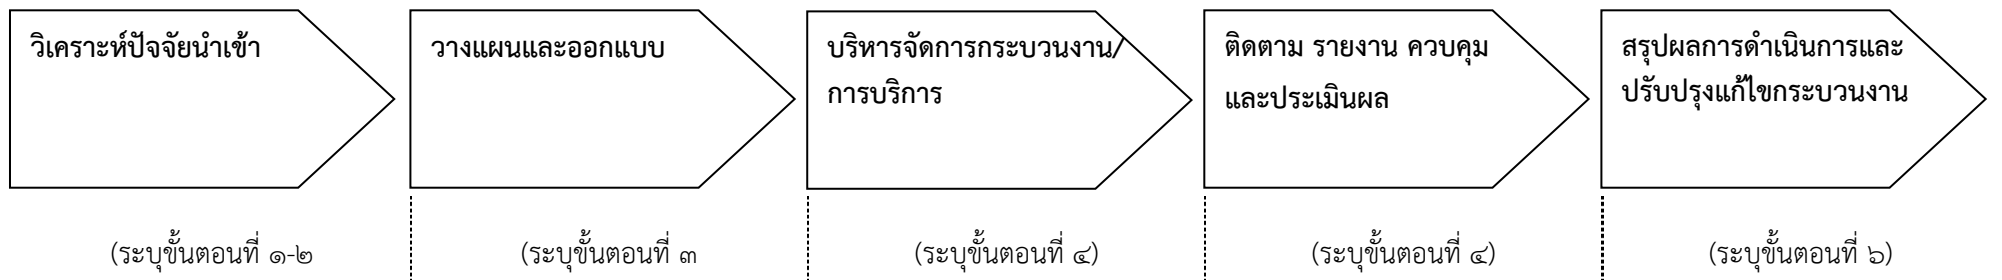 วิเคราะห์ปัจจัยนำเข้า
วางแผนและออกแบบ
บริหารจัดการกระบวนงาน/
การบริการ
ติดตาม รายงาน ควบคุม
และประเมินผล
สรุปผลการดำเนินการและ
ปรับปรุงแก้ไขกระบวนงาน
(ระบุขั้นตอนที่ ๑-๒
(ระบุขั้นตอนที่ ๓
(ระบุขั้นตอนที่ ๔)
(ระบุขั้นตอนที่ ๔)
(ระบุขั้นตอนที่ ๖)